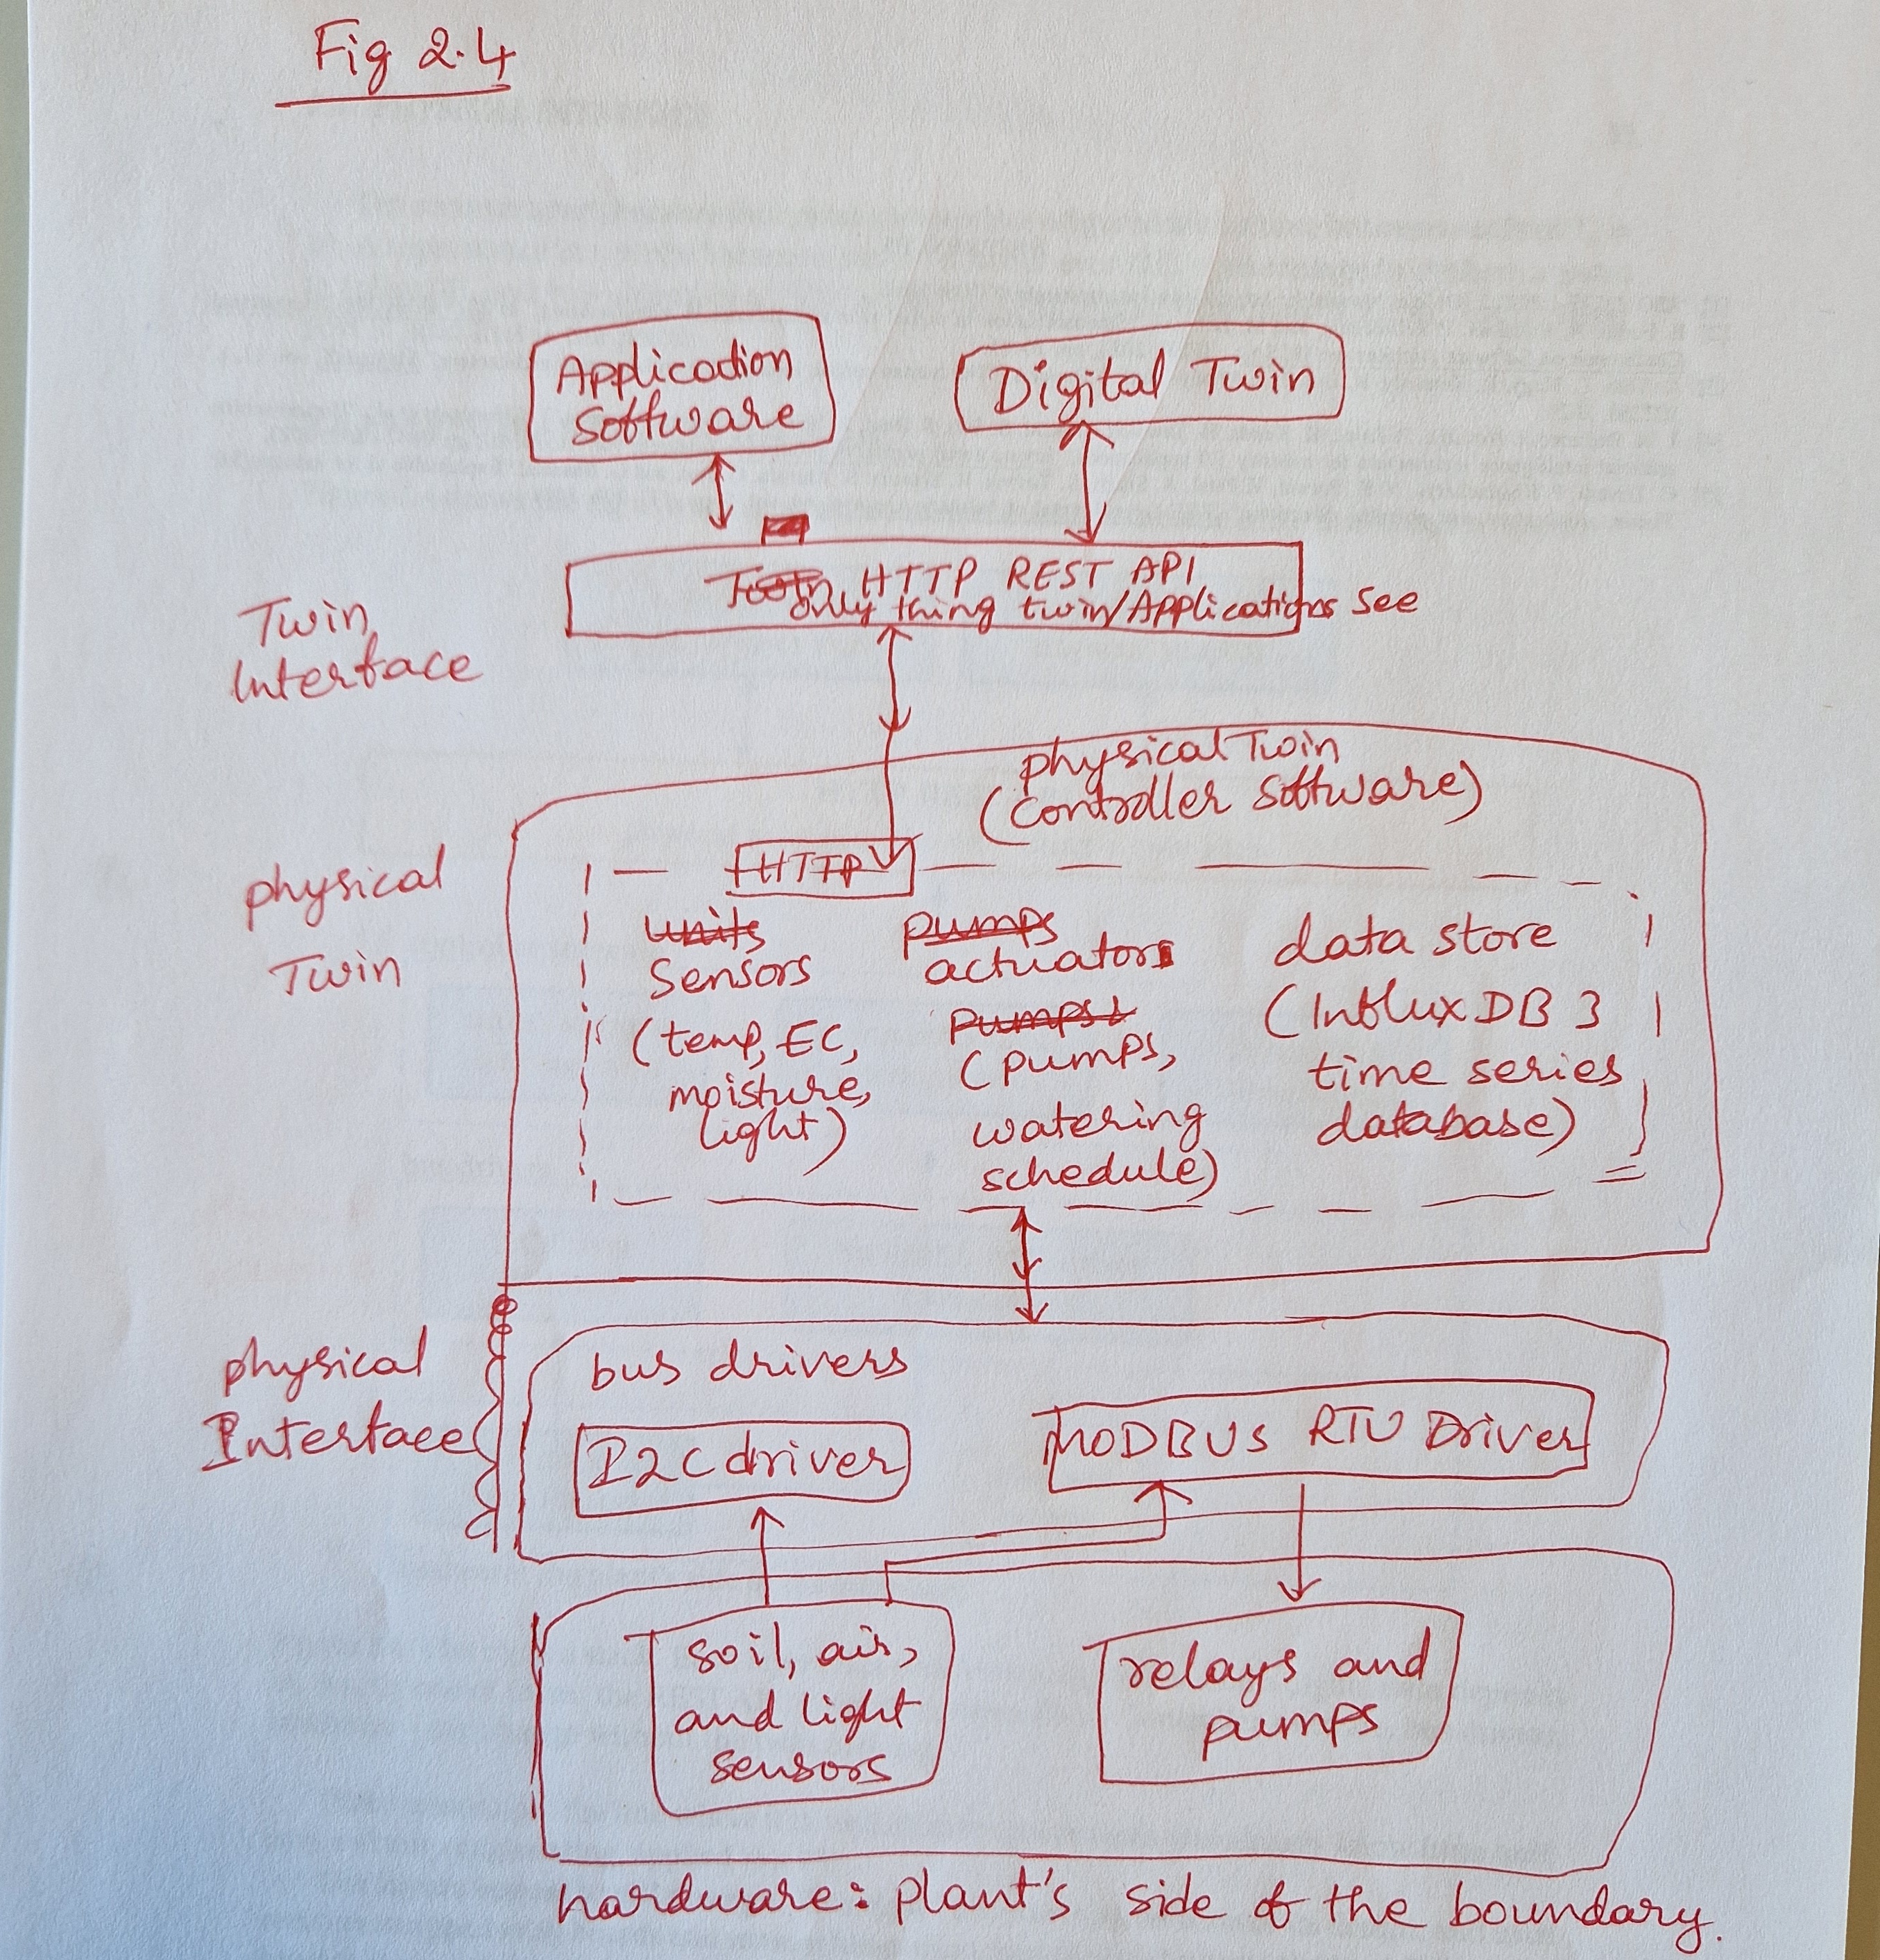 Fig 2.4
Application
Software
Digital Twin
HTTP REST API
only thing twin/Applications see
Twin
Interface
physical Twin
(controller software)
physical
Twin
HTTP
units
sensors
(temp, EC,
moisture,
light)
pumps
actuators
pumps &
(pumps,
watering
schedule)
data store
(InfluxDB 3
time series
database)
physical
Interface
bus drivers
I2C driver
MODBUS RTU Driver
soil, air,
and light
sensors
relays and
pumps
hardware: plant's side of the boundary.